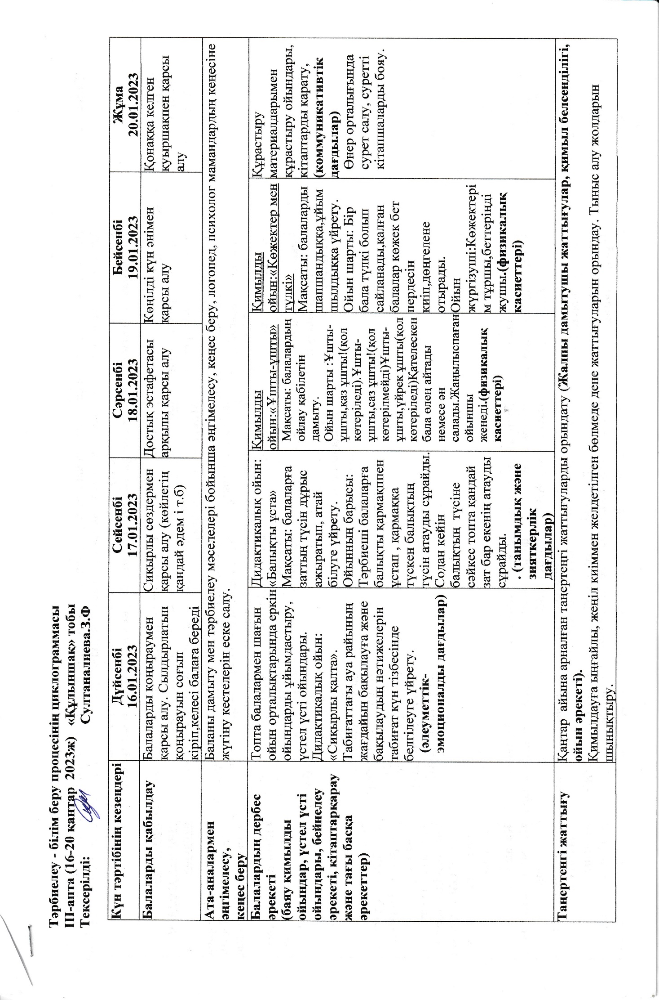 Тәрбиелеу - білім беру процесінің циклограммасы
ІІІ-апта (16-20 қантар 2023ж) «Құлыншақ» тобы
Тексерілді: Султаналиева.З.Ф
Күн тәртібінің кезеңдері
Дүйсенбі
16.01.2023
Сейсенбі
17.01.2023
Сәрсенбі
18.01.2023
Бейсенбі
19.01.2023
Жұма
20.01.2023
Балаларды қабылдау
Балаларды қоңыраумен
қарсы алу. Сылдырлатып
қоңырауын соғып
кіріп,келесі балаға береді
Сиқырлы сөздермен
қарсы алу (көйлегің
қандай әдем і т.б)
Достық эстафетасы
арқылы қарсы алу
Көңілді күн әнімен
қарсы алу
Қонаққа келген
қуыршақпен қарсы
алу
Ата-аналармен
әңгімелесу,
кеңес беру
Баланы дамыту мен тәрбиелеу мәселелері бойынша әңгімелесу, кеңес беру, логопед, психолог мамандардың кеңесіне
жүгіну кестелерін еске салу.
Балалардың дербес
әрекеті
(баяу қимылды
ойындар, үстел үсті
ойындары, бейнелеу
әрекеті, кітаптарқарау
және тағы басқа
әрекеттер)
Топта балалармен шағын
ойын орталықтарында еркін
ойындарды ұйымдастыру,
үстел үсті ойындары.
Дидактикалық ойын:
«Сиқырлы қалта».
Табиғаттағы ауа райының
жағдайын бақылауға және
бақылаудың нәтижелерін
табиғат күн тізбесінде
белгілеуге үйрету.
(әлеуметтік-
эмоционалды дағдылар)
Дидактикалық ойын:
«Балықты ұста»
Мақсаты: балаларға
заттың түсін дұрыс
ажыратып, атай
білуге үйрету.
Ойынның барысы:
Тәрбиеші балаларға
балықты қармақппен
ұстап , қармаққа
түскен балықтың
түсін атауды сұрайды.
Содан кейін
балықтың түсіне
сәйкес топта қандай
зат бар екенің атауды
сұрайды.
. (танымдық және
зияткерлік
дағдылар)
Қимылды
ойын:«Ұшты-ұшты»
Мақсаты: балалардың
ойлау қабілетін
дамыту.
Ойын шарты :Ұшты-
ұшты,қаз ұшты!(қол
көтеріледі).Ұшты-
ұшты,саз ұшты!(қол
көтерілмейді)Ұшты-
ұшты,үйрек ұшты(қол
көтеріледі)Қателескен
бала өлең айтады
немесе ән
салады.Жаңылыспаған
ойыншы
женеді.(физикалық
касиеттері)
Қимылды
ойын:«Көжектер мен
түлкі»
Мақсаты: балаларды
шапшандыққа,ұйым
шылдыққа үйрету.
Ойын шарты: Бір
бала түлкі болып
сайланады,қалған
балалар көжек бет
пердесін
киіп,дөңгелене
отырады.
Ойын
жүргізуші:Көжектері
м тұршы,беттеріңді
жушы.(физикалық
касиеттері)
Құрастыру
материалдарымен
құрастыру ойындары,
кітаптарды қарату,
(коммуникативтік
дағдылар)
Өнер орталығында
сурет салу, суретті
кітапшаларды бояу.
Таңертенгі жаттығу
Қаңтар айына арналған таңертеңгі жаттығуларды орындату (Жалпы дамытушы жаттығулар, қимыл белсенділігі,
ойын әрекеті).
Қимылдауға ыңғайлы, жеңіл киіммен желдетілген бөлмеде дене жаттығуларын орындау. Тыныс алу жолдарын
шынықтыру.